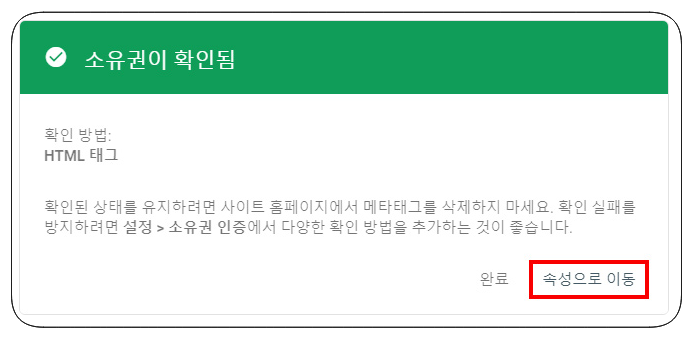 소유권이 확인됨
확인 방법:
HTML 태그
확인된 상태를 유지하려면 사이트 홈페이지에서 메타태그를 삭제하지 마세요. 확인 실패를
방지하려면 설정 > 소유권 인증에서 다양한 확인 방법을 추가하는 것이 좋습니다.
완료 속성으로 이동